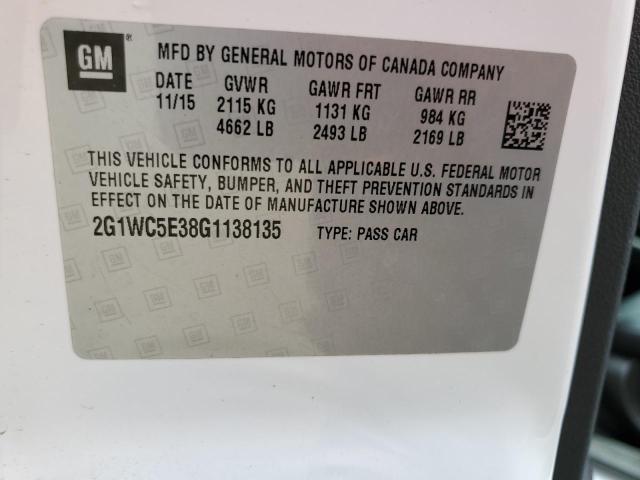 GM
MFD BY GENERAL MOTORS OF CANADA COMPANY
DATE GVWR GAWR FRT GAWR RR
11/15 2115 KG 1131 KG 984 KG
4662 LB 2493 LB 2169 LB
THIS VEHICLE CONFORMS TO ALL APPLICABLE U.S. FEDERAL MOTOR
VEHICLE SAFETY, BUMPER, AND THEFT PREVENTION STANDARDS IN
EFFECT ON THE DATE OF MANUFACTURE SHOWN ABOVE.
2G1WC5E38G1138135 TYPE: PASS CAR